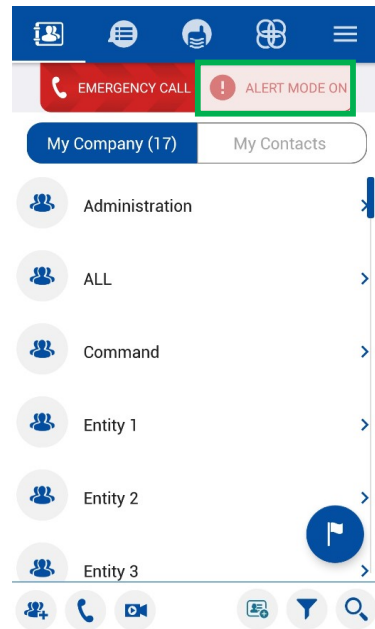 EMERGENCY CALL
ALERT MODE ON
My Company (17)
My Contacts
Administration
ALL
Command
Entity 1
Entity 2
Entity 3